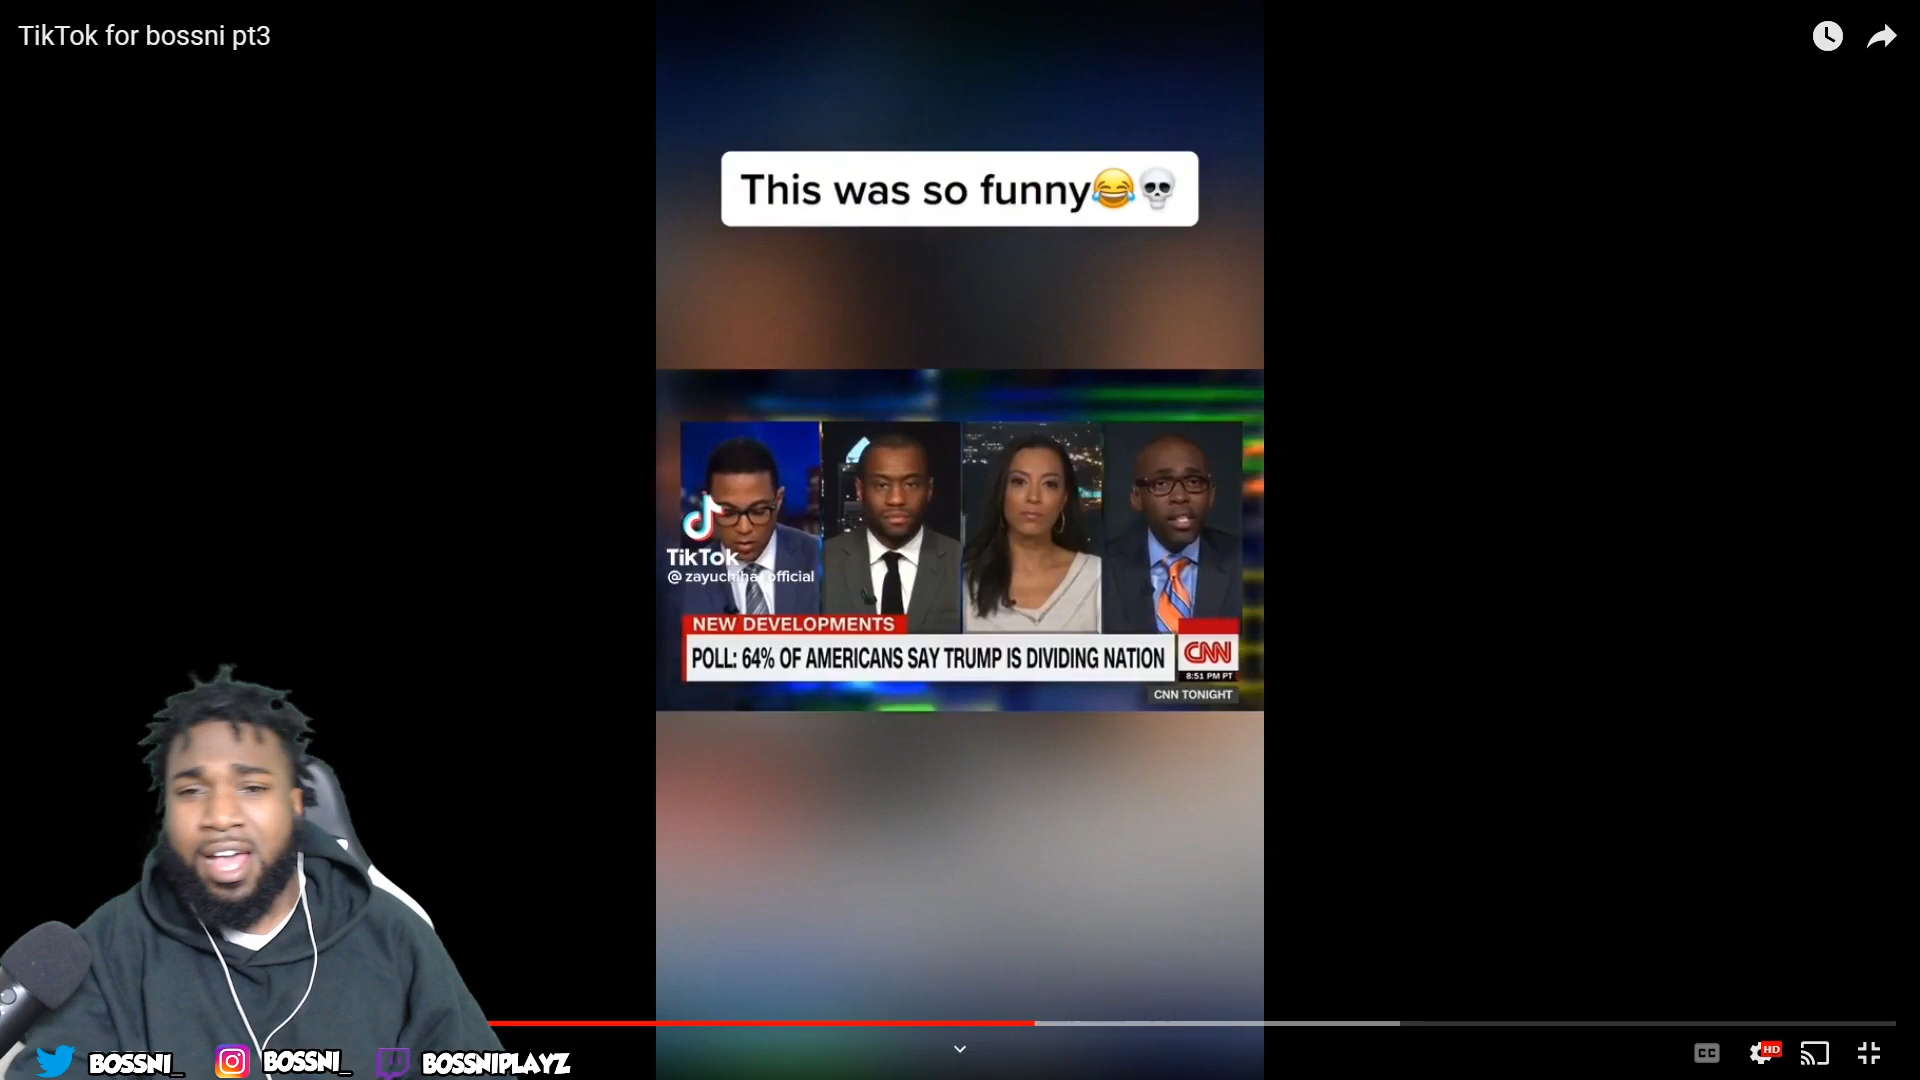 TikTok for bossni pt3
This was so funny😂💀
TikTok
NEW DEVELOPMENTS
POLL: 64% OF AMERICANS SAY TRUMP IS DIVIDING NATION
CNN
8:51 PM PT
CNN TONIGHT
BOSSNI_
BOSSNI_
BOSSNIPLAYZ
CC
HD